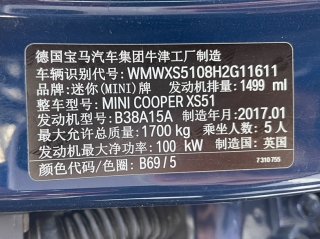 德国宝马汽车集团牛津工厂制造
车辆识别代号: WMWXS5108H2G11611
迷你(MINI)牌 发动机排量: 1499 ml
整车型号: MINI COOPER XS51
发动机型号: B38A15A 制造年月: 2017.01
最大允许总质量: 1700 kg 乘坐人数: 5人
发动机最大净功率: 100 kW 制造国: 英国
颜色代码/色圈: B69 / 5
7 319 755